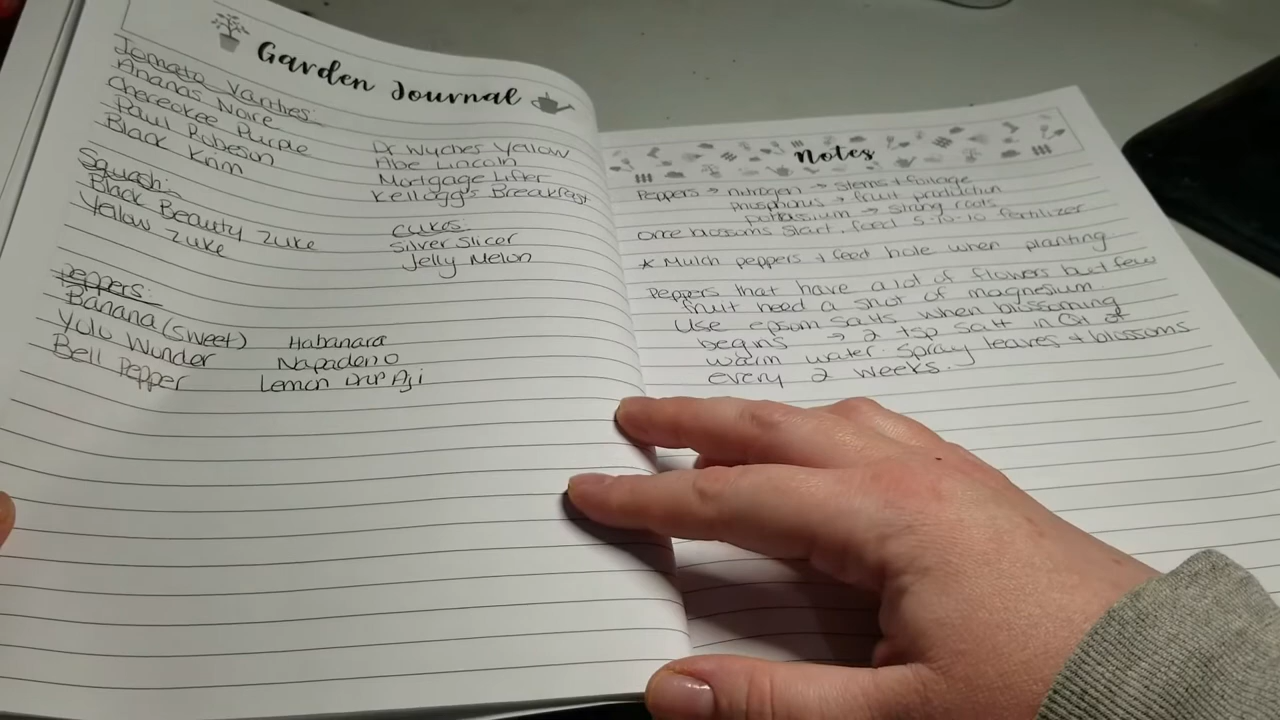 Garden Journal
Tomato Varities:
Ananas Noire
Chereokee Purple
Paul Robeson
Black Krim
Dr Wyches Yellow
Abe Lincoln
Mortgage Lifter
Kellogg's Breakfast
Squash:
Black Beauty Zuke
Yellow Zuke
Cukes:
Silver Slicer
Jelly Melon
Peppers:
Banana (sweet)
Yolo Wunder
Bell Pepper
Habanara
Napadeno
Lemon Drop Aji
Notes
Peppers → nitrogen → stems + foilage
phosphorus → fruit production
potassium → strong roots
once blossoms start, feed 5-10-10 fertilizer
* Mulch peppers + feed hole when planting
Peppers that have a lot of flowers but few
fruit need a shot of magnesium.
Use epsom salts when blossoming
begins → 2 tsp salt in Qt of
warm water. Spray leaves + blossoms
every 2 weeks.